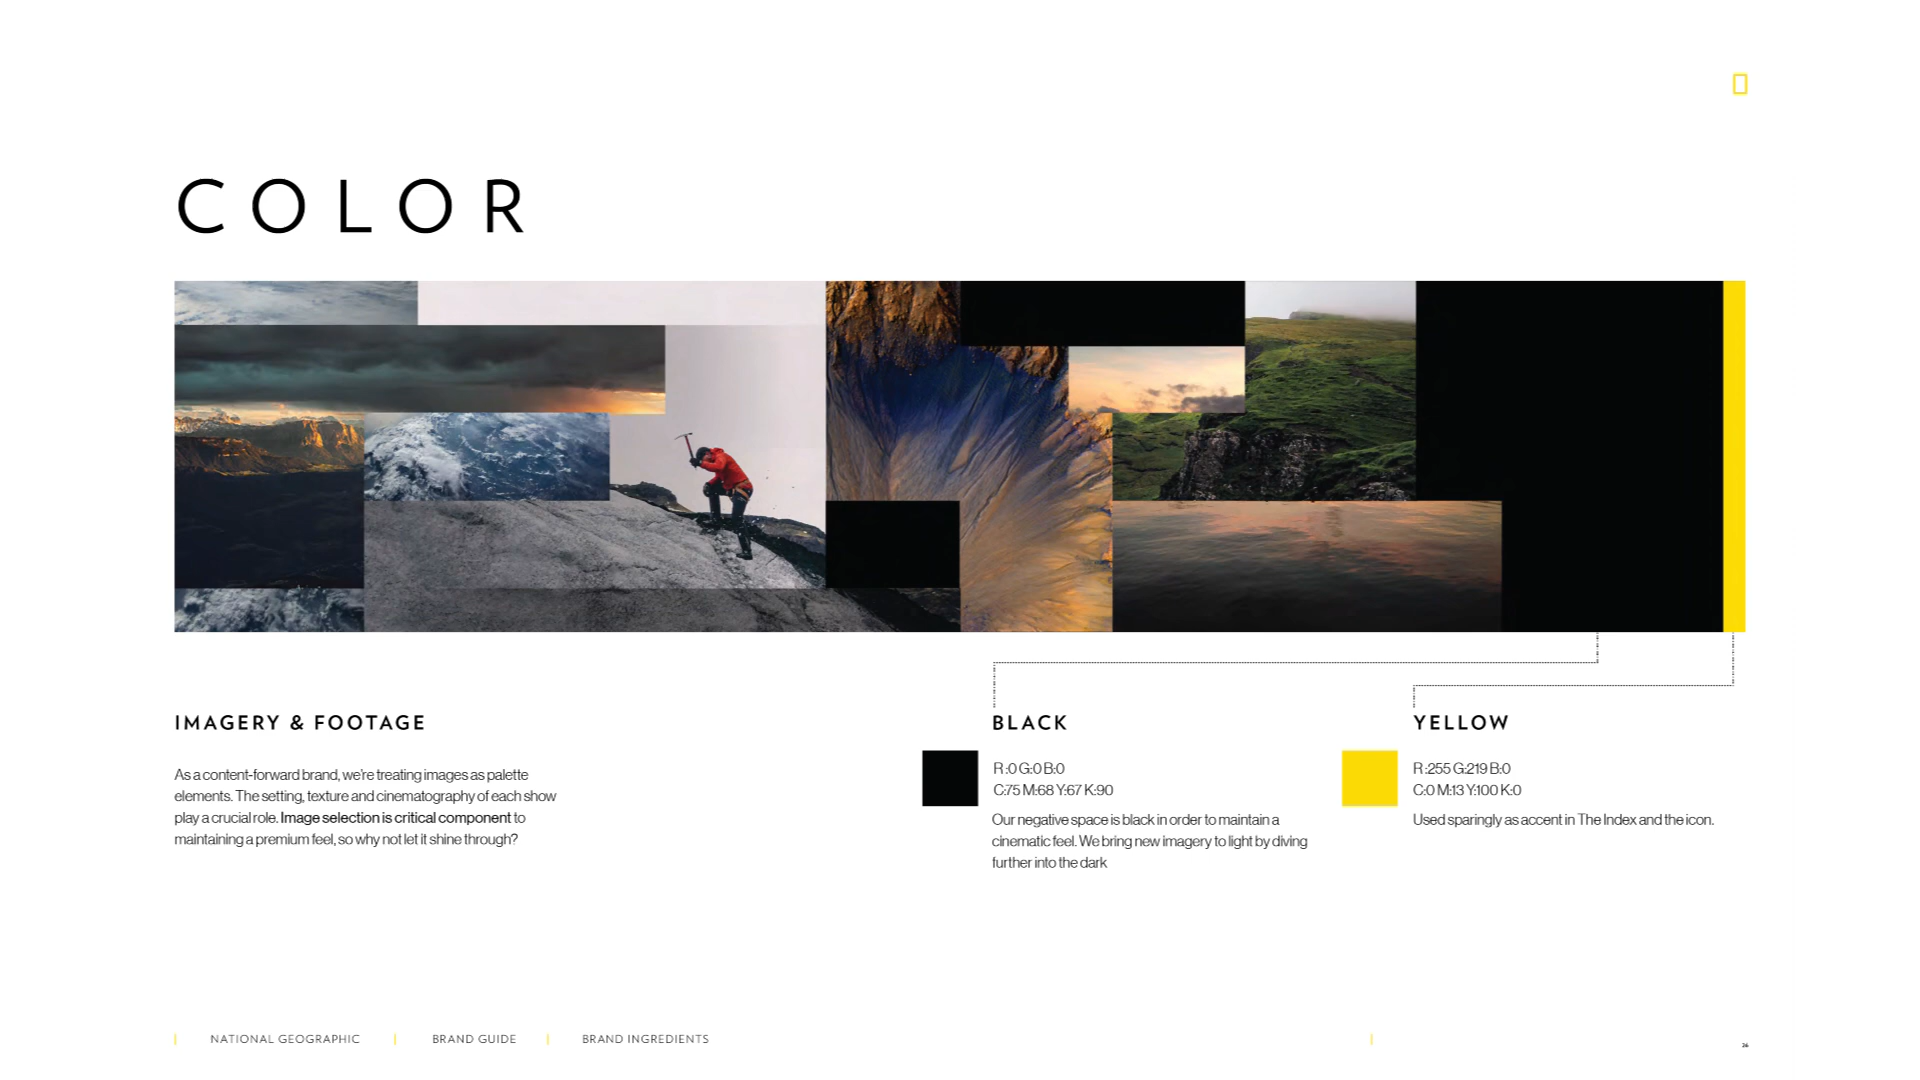 COLOR
IMAGERY & FOOTAGE
As a content-forward brand, we're treating images as palette
elements. The setting, texture and cinematography of each show
play a crucial role. Image selection is critical component to
maintaining a premium feel, so why not let it shine through?
BLACK
R:0 G:0 B:0
C:75 M:68 Y:67 K:90
Our negative space is black in order to maintain a
cinematic feel. We bring new imagery to light by diving
further into the dark
YELLOW
R:255 G:219 B:0
C:0 M:13 Y:100 K:0
Used sparingly as accent in The Index and the icon.
NATIONAL GEOGRAPHIC
BRAND GUIDE
BRAND INGREDIENTS
26